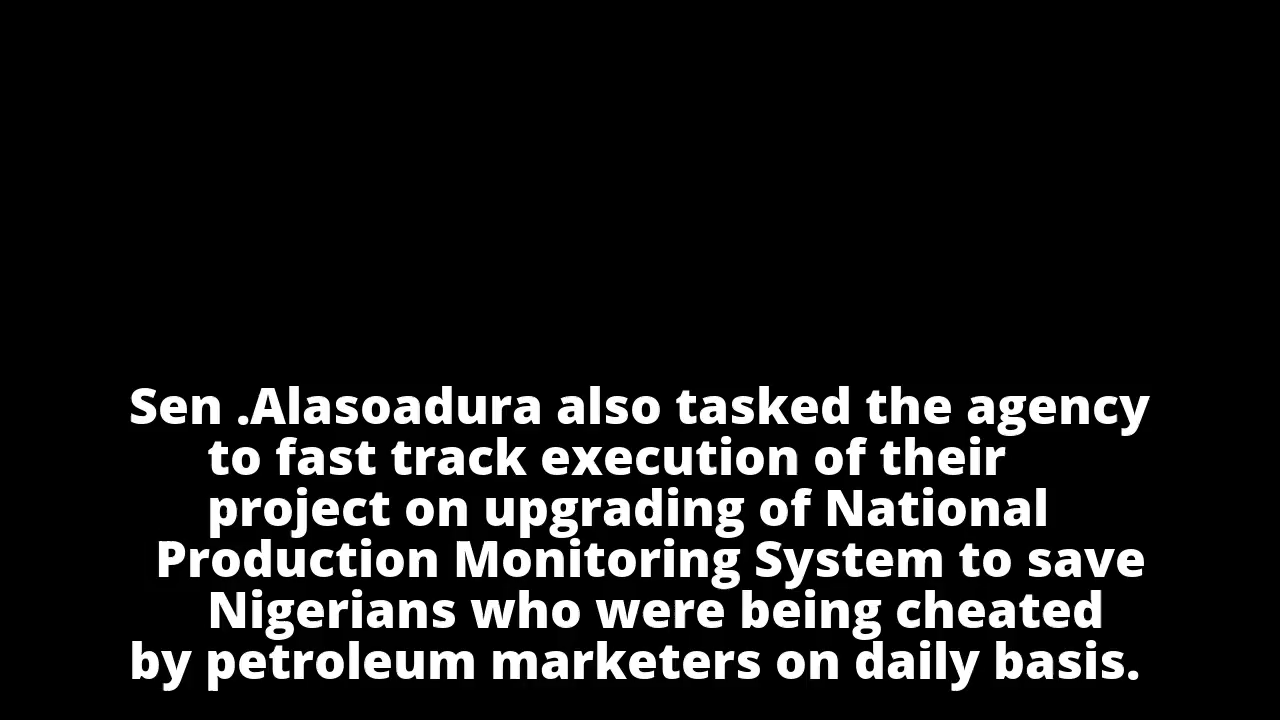 Sen .Alasoadura also tasked the agency
to fast track execution of their
project on upgrading of National
Production Monitoring System to save
Nigerians who were being cheated
by petroleum marketers on daily basis.